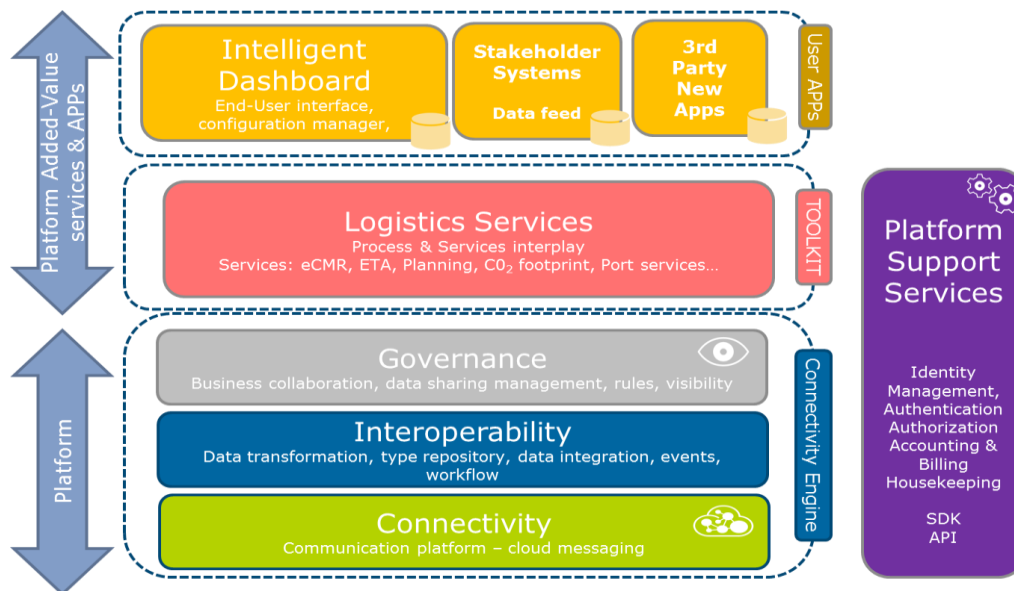 Platform Added-Value
services & APPs
Intelligent
Dashboard
End-User interface,
configuration manager,
Stakeholder
Systems
Data feed
3rd
Party
New
Apps
User APPs
Logistics Services
Process & Services interplay
Services: eCMR, ETA, Planning, C0₂ footprint, Port services...
TOOLKIT
Platform
Governance
Business collaboration, data sharing management, rules, visibility
Interoperability
Data transformation, type repository, data integration, events,
workflow
Connectivity
Communication platform – cloud messaging
Connectivity Engine
Platform
Support
Services
Identity
Management,
Authentication
Authorization
Accounting &
Billing
Housekeeping
SDK
API